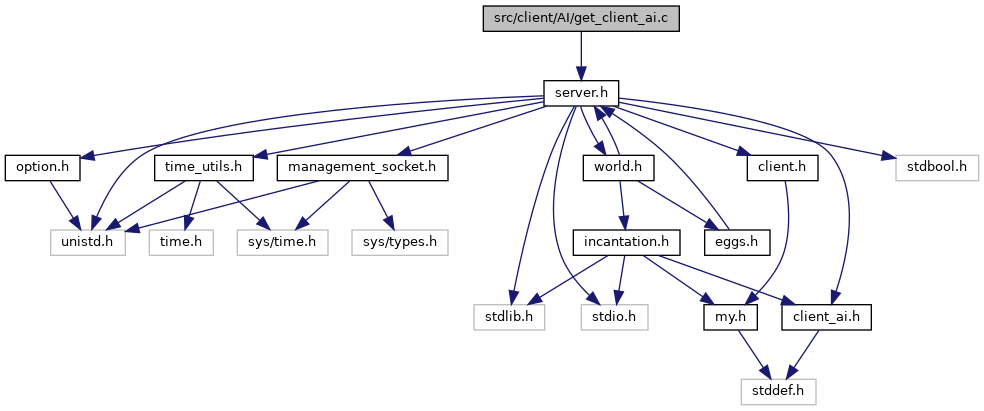 src/client/AI/get_client_ai.c
server.h
option.h
time_utils.h
management_socket.h
world.h
client.h
stdbool.h
unistd.h
time.h
sys/time.h
sys/types.h
incantation.h
eggs.h
stdlib.h
stdio.h
my.h
client_ai.h
stddef.h